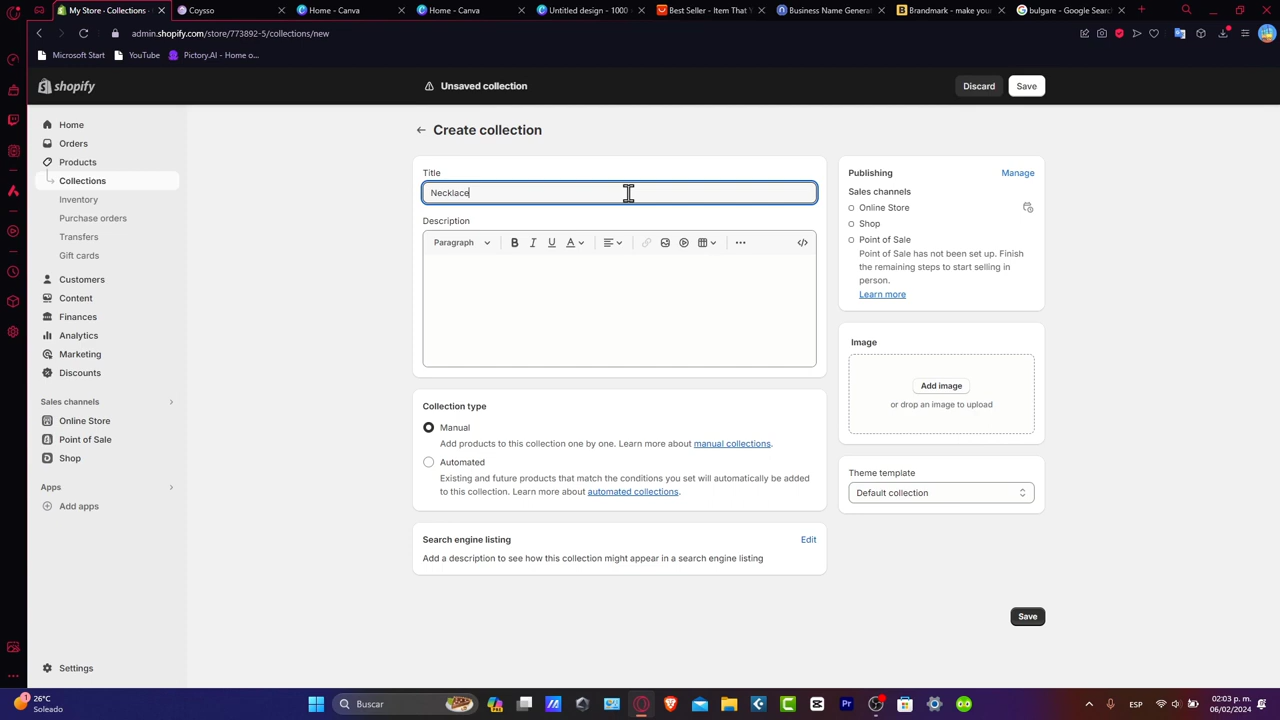 My Store - Collections
Coysso
Home - Canva
Home - Canva
Unlimited design - 1000
Best Seller - Item That Y
Business Name General
Brandmark - make your
bulgare - Google Search
admin.shopify.com/store/773892-5/collections/new
Microsoft Start
YouTube
Pictory.AI - Home o...
shopify
Unsaved collection
Discard
Save
Home
Orders
Products
Collections
Inventory
Purchase orders
Transfers
Gift cards
Customers
Content
Finances
Analytics
Marketing
Discounts
Sales channels
Online Store
Point of Sale
Shop
Apps
Add apps
Settings
Create collection
Title
Necklace
Description
Paragraph
B I U A
Collection type
Manual
Add products to this collection one by one. Learn more about manual collections.
Automated
Existing and future products that match the conditions you set will automatically be added
to this collection. Learn more about automated collections.
Search engine listing
Edit
Add a description to see how this collection might appear in a search engine listing
Publishing
Manage
Sales channels
Online Store
Shop
Point of Sale
Point of Sale has not been set up. Finish
the remaining steps to start selling in
person.
Learn more
Image
Add image
or drop an image to upload
Theme template
Default collection
Save
26°C
Soleado
Buscar
ESP
02:03 p. m.
06/02/2024